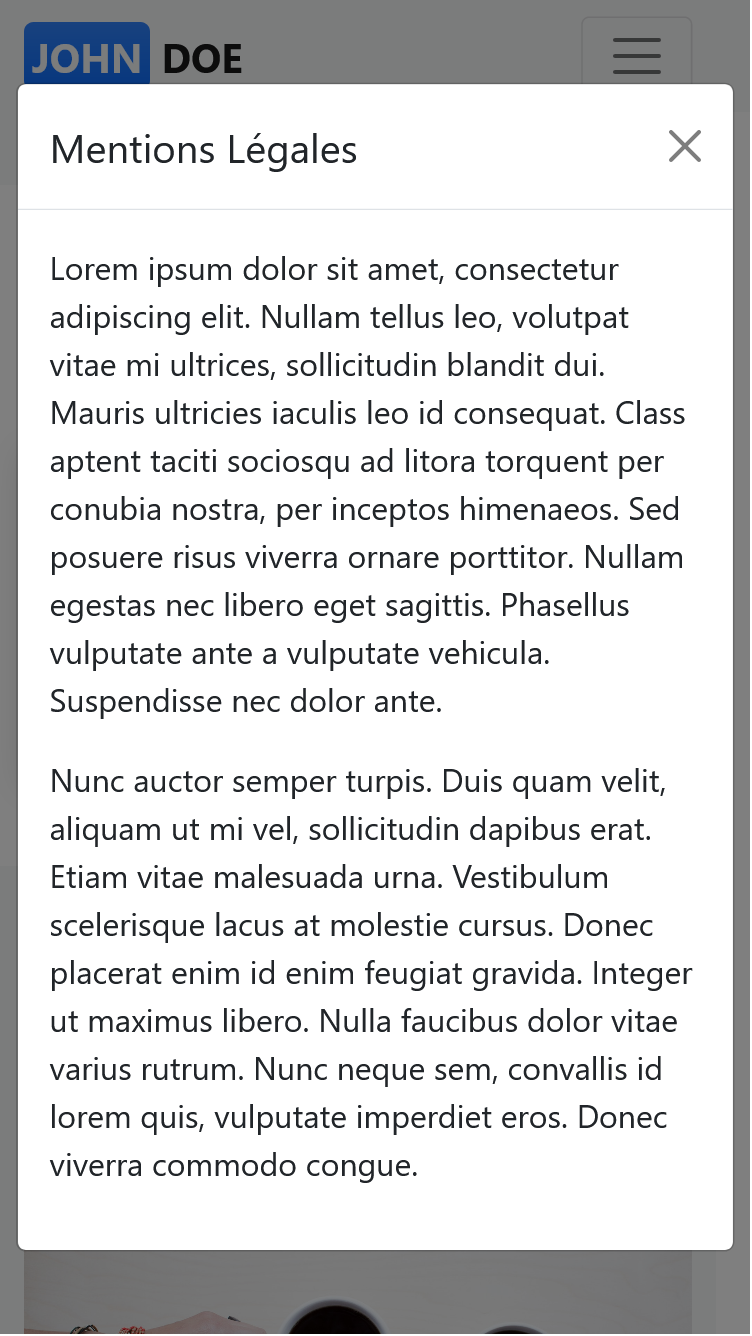 JOHN DOE
Mentions Légales
Lorem ipsum dolor sit amet, consectetur
adipiscing elit. Nullam tellus leo, volutpat
vitae mi ultrices, sollicitudin blandit dui.
Mauris ultricies iaculis leo id consequat. Class
aptent taciti sociosqu ad litora torquent per
conubia nostra, per inceptos himenaeos. Sed
posuere risus viverra ornare porttitor. Nullam
egestas nec libero eget sagittis. Phasellus
vulputate ante a vulputate vehicula.
Suspendisse nec dolor ante.
Nunc auctor semper turpis. Duis quam velit,
aliquam ut mi vel, sollicitudin dapibus erat.
Etiam vitae malesuada urna. Vestibulum
scelerisque lacus at molestie cursus. Donec
placerat enim id enim feugiat gravida. Integer
ut maximus libero. Nulla faucibus dolor vitae
varius rutrum. Nunc neque sem, convallis id
lorem quis, vulputate imperdiet eros. Donec
viverra commodo congue.